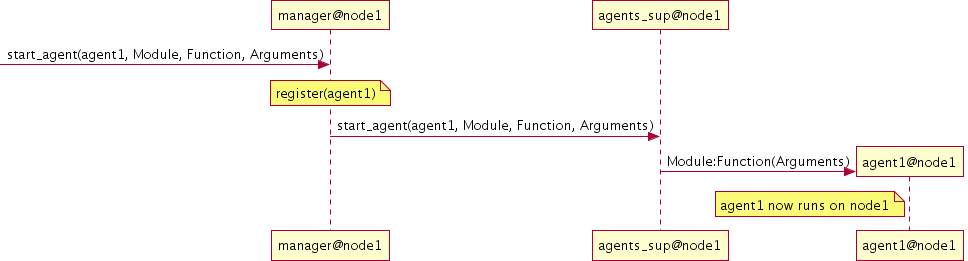 manager@node1
agents_sup@node1
start_agent(agent1, Module, Function, Arguments)
register(agent1)
start_agent(agent1, Module, Function, Arguments)
Module:Function(Arguments)
agent1@node1
agent1 now runs on node1
manager@node1
agents_sup@node1
agent1@node1